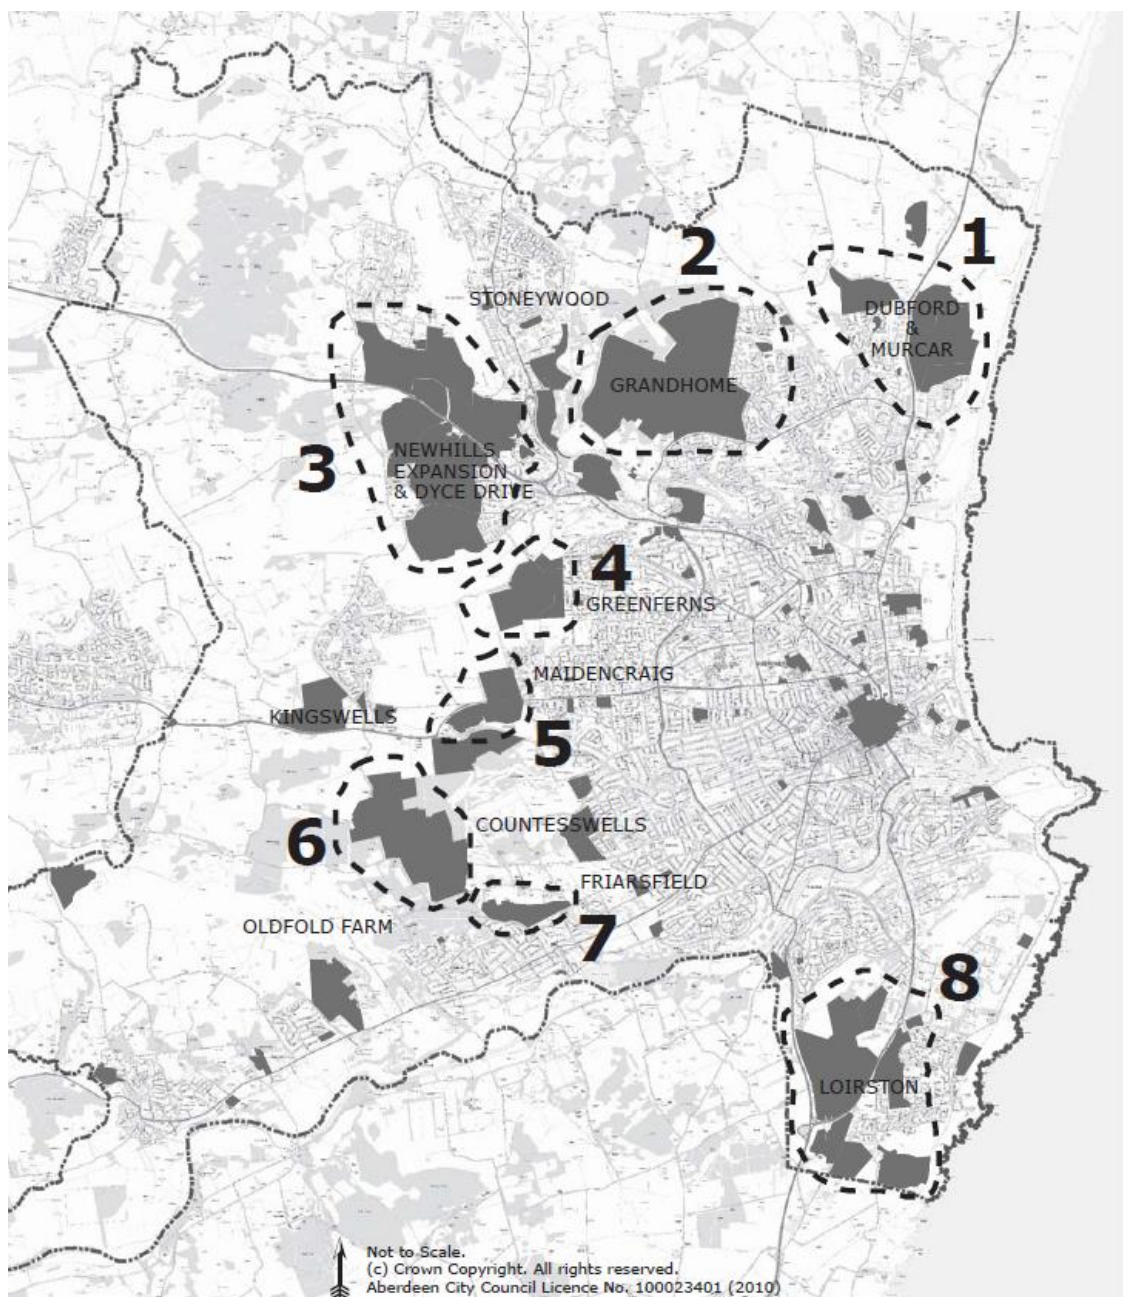 1
2
STONEYWOOD
DUBFORD
&
MURCAR
GRANDHOME
3
NEWHILLS
EXPANSION
& DYCE DRIVE
4
GREENFERNS
MAIDENCRAIG
KINGSWELLS
5
COUNTESSWELLS
6
FRIARSFIELD
OLDFOLD FARM
7
8
LOIRSTON
Not to Scale.
(c) Crown Copyright. All rights reserved.
Aberdeen City Council Licence No. 100023401 (2010)